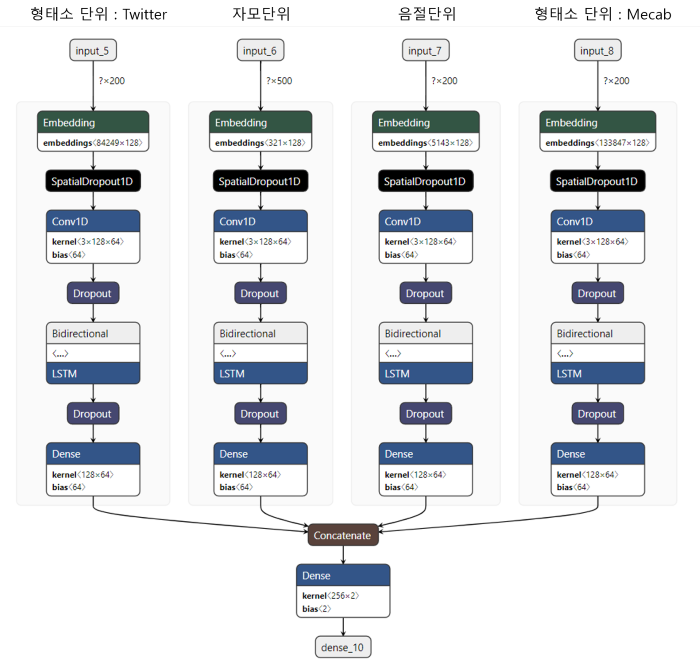 형태소 단위 : Twitter
자모단위
음절단위
형태소 단위 : Mecab
input_5
input_6
input_7
input_8
?×200
?×500
?×200
?×200
Embedding
embeddings⟨84249×128⟩
SpatialDropout1D
Conv1D
kernel⟨3×128×64⟩
bias⟨64⟩
Dropout
Bidirectional
⟨...⟩
LSTM
Dropout
Dense
kernel⟨128×64⟩
bias⟨64⟩
Embedding
embeddings⟨321×128⟩
SpatialDropout1D
Conv1D
kernel⟨3×128×64⟩
bias⟨64⟩
Dropout
Bidirectional
⟨...⟩
LSTM
Dropout
Dense
kernel⟨128×64⟩
bias⟨64⟩
Embedding
embeddings⟨5143×128⟩
SpatialDropout1D
Conv1D
kernel⟨3×128×64⟩
bias⟨64⟩
Dropout
Bidirectional
⟨...⟩
LSTM
Dropout
Dense
kernel⟨128×64⟩
bias⟨64⟩
Embedding
embeddings⟨133847×128⟩
SpatialDropout1D
Conv1D
kernel⟨3×128×64⟩
bias⟨64⟩
Dropout
Bidirectional
⟨...⟩
LSTM
Dropout
Dense
kernel⟨128×64⟩
bias⟨64⟩
Concatenate
Dense
kernel⟨256×2⟩
bias⟨2⟩
dense_10